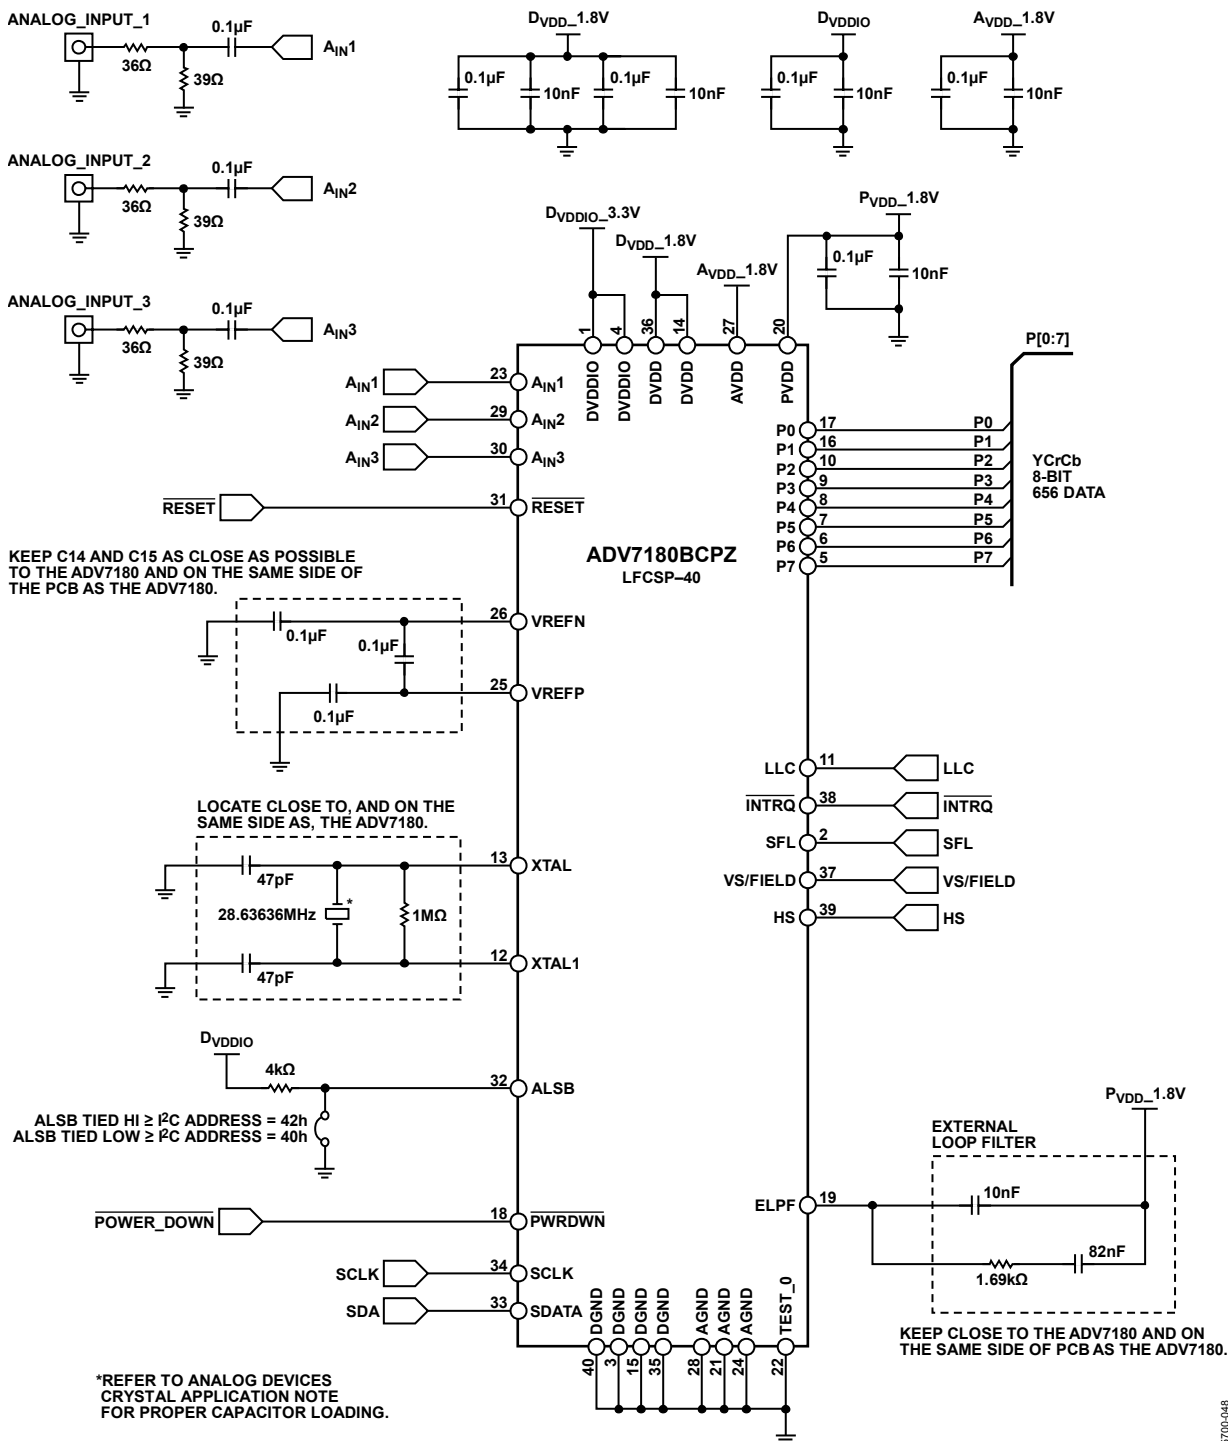 ANALOG_INPUT_1
0.1µF
36Ω
39Ω
AIN1
DVDD_1.8V
0.1µF
10nF
0.1µF
10nF
DVDDIO
0.1µF
10nF
AVDD_1.8V
0.1µF
10nF
ANALOG_INPUT_2
0.1µF
36Ω
39Ω
AIN2
ANALOG_INPUT_3
0.1µF
36Ω
39Ω
AIN3
DVDDIO_3.3V
DVDD_1.8V
AVDD_1.8V
PVDD_1.8V
0.1µF
10nF
1
4
36
14
27
20
DVDDIO
DVDDIO
DVDD
DVDD
AVDD
PVDD
AIN1
23
AIN1
AIN2
29
AIN2
AIN3
30
AIN3
RESET
31
RESET
P[0:7]
P0
17
P0
P1
16
P1
P2
10
P2
P3
9
P3
P4
8
P4
P5
7
P5
P6
6
P6
P7
5
P7
YCrCb
8-BIT
656 DATA
ADV7180BCPZ
LFCSP–40
KEEP C14 AND C15 AS CLOSE AS POSSIBLE
TO THE ADV7180 AND ON THE SAME SIDE OF
THE PCB AS THE ADV7180.
0.1µF
0.1µF
0.1µF
26
VREFN
25
VREFP
LLC
11
LLC
INTRQ
38
INTRQ
SFL
2
SFL
VS/FIELD
37
VS/FIELD
HS
39
HS
LOCATE CLOSE TO, AND ON THE
SAME SIDE AS, THE ADV7180.
47pF
28.63636MHz
*
1MΩ
47pF
13
XTAL
12
XTAL1
DVDDIO
4kΩ
32
ALSB
ALSB TIED HI ≥ I2C ADDRESS = 42h
ALSB TIED LOW ≥ I2C ADDRESS = 40h
POWER_DOWN
18
PWRDWN
SCLK
34
SCLK
SDA
33
SDATA
PVDD_1.8V
EXTERNAL
LOOP FILTER
ELPF
19
10nF
82nF
1.69kΩ
KEEP CLOSE TO THE ADV7180 AND ON
THE SAME SIDE OF PCB AS THE ADV7180.
DGND
DGND
DGND
DGND
AGND
AGND
AGND
TEST_0
40
3
15
35
28
21
24
22
*REFER TO ANALOG DEVICES
CRYSTAL APPLICATION NOTE
FOR PROPER CAPACITOR LOADING.